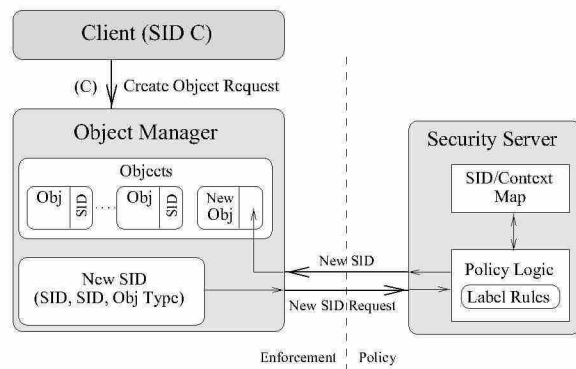 Client (SID C)
(C) Create Object Request
Object Manager
Objects
Obj SID
Obj SID
New
Obj
New SID
(SID, SID, Obj Type)
New SID
New SID Request
Security Server
SID/Context
Map
Policy Logic
Label Rules
Enforcement
Policy